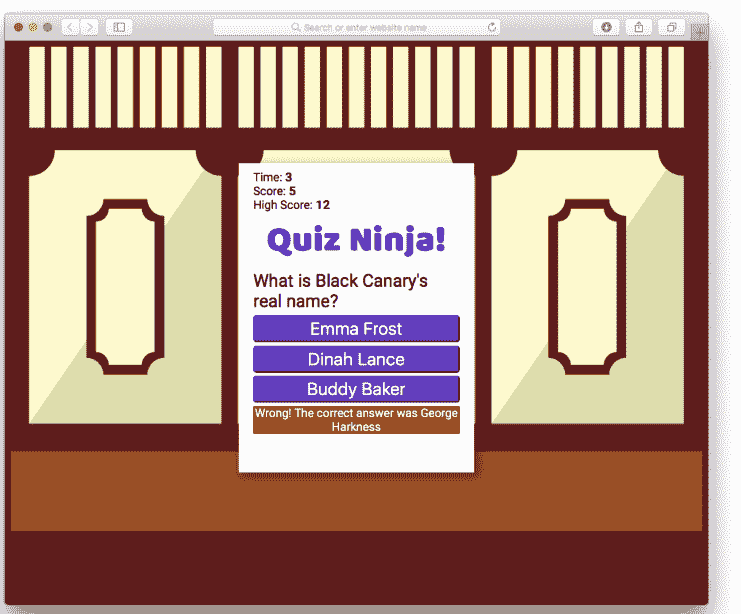 Search or enter website name
Time: 3
Score: 5
High Score: 12
Quiz Ninja!
What is Black Canary's
real name?
Emma Frost
Dinah Lance
Buddy Baker
Wrong! The correct answer was George
Harkness